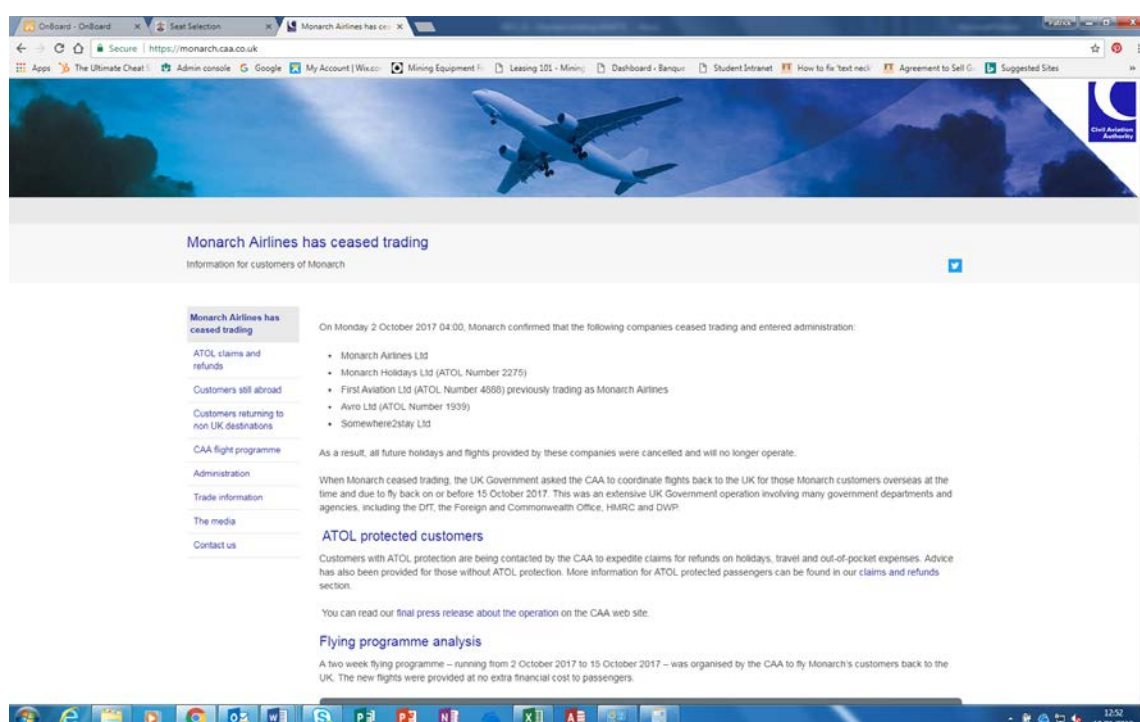 OnBoard - OnBoard
Seat Selection
Monarch Airlines has ce
Patrick
Secure https://monarch.caa.co.uk
Apps The Ultimate Cheat S Admin console Google My Account | Wix.co Mining Equipment F Leasing 101 - Mining Dashboard - Banqu Student Intranet How to fix 'text neck' Agreement to Sell G Suggested Sites
Civil Aviation
Authority
Monarch Airlines has ceased trading
Information for customers of Monarch
Monarch Airlines has
ceased trading
ATOL claims and
refunds
Customers still abroad
Customers returning to
non UK destinations
CAA flight programme
Administration
Trade information
The media
Contact us
On Monday 2 October 2017 04:00, Monarch confirmed that the following companies ceased trading and entered administration:
• Monarch Airlines Ltd
• Monarch Holidays Ltd (ATOL Number 2275)
• First Aviation Ltd (ATOL Number 4888) previously trading as Monarch Airlines
• Avro Ltd (ATOL Number 1939)
• Somewhere2stay Ltd
As a result, all future holidays and flights provided by these companies were cancelled and will no longer operate.
When Monarch ceased trading, the UK Government asked the CAA to coordinate flights back to the UK for those Monarch customers overseas at the
time and due to fly back on or before 15 October 2017. This was an extensive UK Government operation involving many government departments and
agencies, including the DfT, the Foreign and Commonwealth Office, HMRC and DWP.
ATOL protected customers
Customers with ATOL protection are being contacted by the CAA to expedite claims for refunds on holidays, travel and out-of-pocket expenses. Advice
has also been provided for those without ATOL protection. More information for ATOL protected passengers can be found in our claims and refunds
section.
You can read our final press release about the operation on the CAA web site.
Flying programme analysis
A two week flying programme – running from 2 October 2017 to 15 October 2017 – was organised by the CAA to fly Monarch's customers back to the
UK. The new flights were provided at no extra financial cost to passengers.
12:52